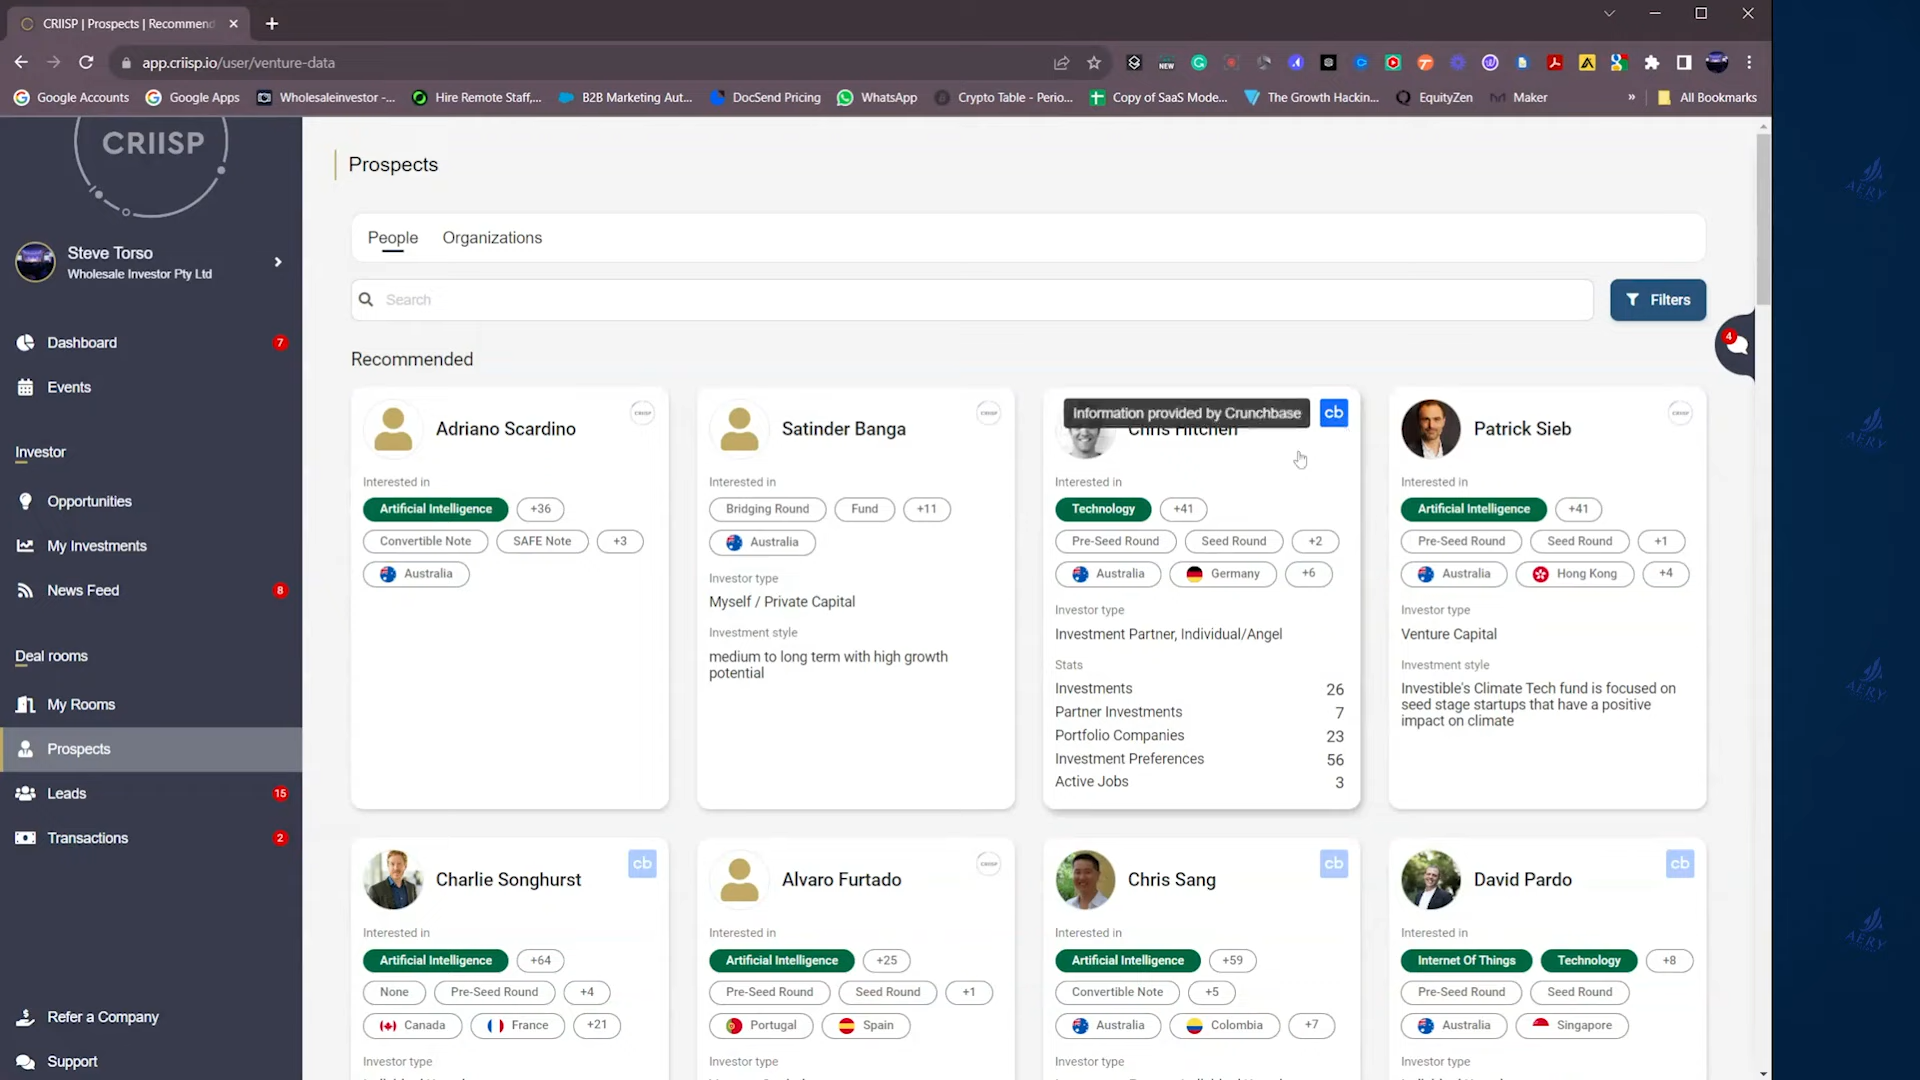 CRIISP | Prospects | Recommend
app.criisp.io/user/venture-data
Google Accounts
Google Apps
Wholesaleinvestor -...
Hire Remote Staff,...
B2B Marketing Aut...
DocSend Pricing
WhatsApp
Crypto Table - Perio...
Copy of SaaS Mode...
The Growth Hackin...
EquityZen
Maker
»
All Bookmarks
CRIISP
Steve Torso
Wholesale Investor Pty Ltd
Dashboard 7
Events
Investor
Opportunities
My Investments
News Feed 8
Deal rooms
My Rooms
Prospects
Leads 15
Transactions 2
Refer a Company
Support
Prospects
People Organizations
Search
Filters
4
Recommended
Adriano Scardino
CRIISP
Interested in
Artificial Intelligence +36
Convertible Note SAFE Note +3
Australia
Satinder Banga
CRIISP
Interested in
Bridging Round Fund +11
Australia
Investor type
Myself / Private Capital
Investment style
medium to long term with high growth
potential
Information provided by Crunchbase
cb
Chris Hitchen
Interested in
Technology +41
Pre-Seed Round Seed Round +2
Australia Germany +6
Investor type
Investment Partner, Individual/Angel
Stats
Investments 26
Partner Investments 7
Portfolio Companies 23
Investment Preferences 56
Active Jobs 3
Patrick Sieb
CRIISP
Interested in
Artificial Intelligence +41
Pre-Seed Round Seed Round +1
Australia Hong Kong +4
Investor type
Venture Capital
Investment style
Investible's Climate Tech fund is focused on
seed stage startups that have a positive
impact on climate
Charlie Songhurst
cb
Interested in
Artificial Intelligence +64
None Pre-Seed Round +4
Canada France +21
Investor type
Alvaro Furtado
CRIISP
Interested in
Artificial Intelligence +25
Pre-Seed Round Seed Round +1
Portugal Spain
Investor type
Chris Sang
cb
Interested in
Artificial Intelligence +59
Convertible Note +5
Australia Colombia +7
Investor type
David Pardo
cb
Interested in
Internet Of Things Technology +8
Pre-Seed Round Seed Round
Australia Singapore
Investor type
AERY
AERY
AERY
AERY